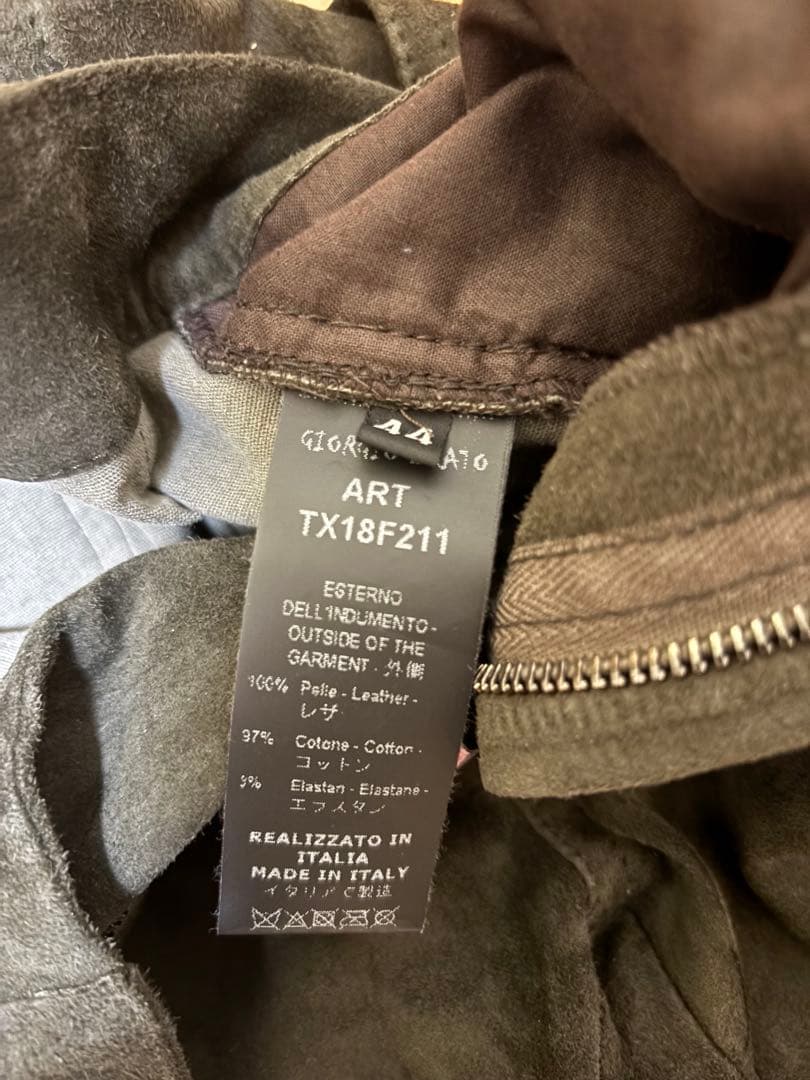 44
GIORGIO BRATO
ART
TX18F211
ESTERNO
DELL'INDUMENTO -
OUTSIDE OF THE
GARMENT - 外側
100% Pelle - Leather -
レザ
97% Cotone - Cotton -
コットン
3% Elastan - Elastane -
エラスタン
REALIZZATO IN
ITALIA
MADE IN ITALY
イタリアで製造